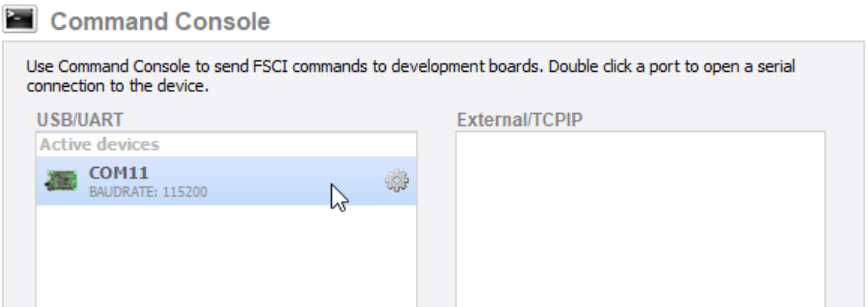 Command Console
Use Command Console to send FSCI commands to development boards. Double click a port to open a serial
connection to the device.
USB/UART
External/TCPIP
Active devices
COM11
BAUDRATE: 115200